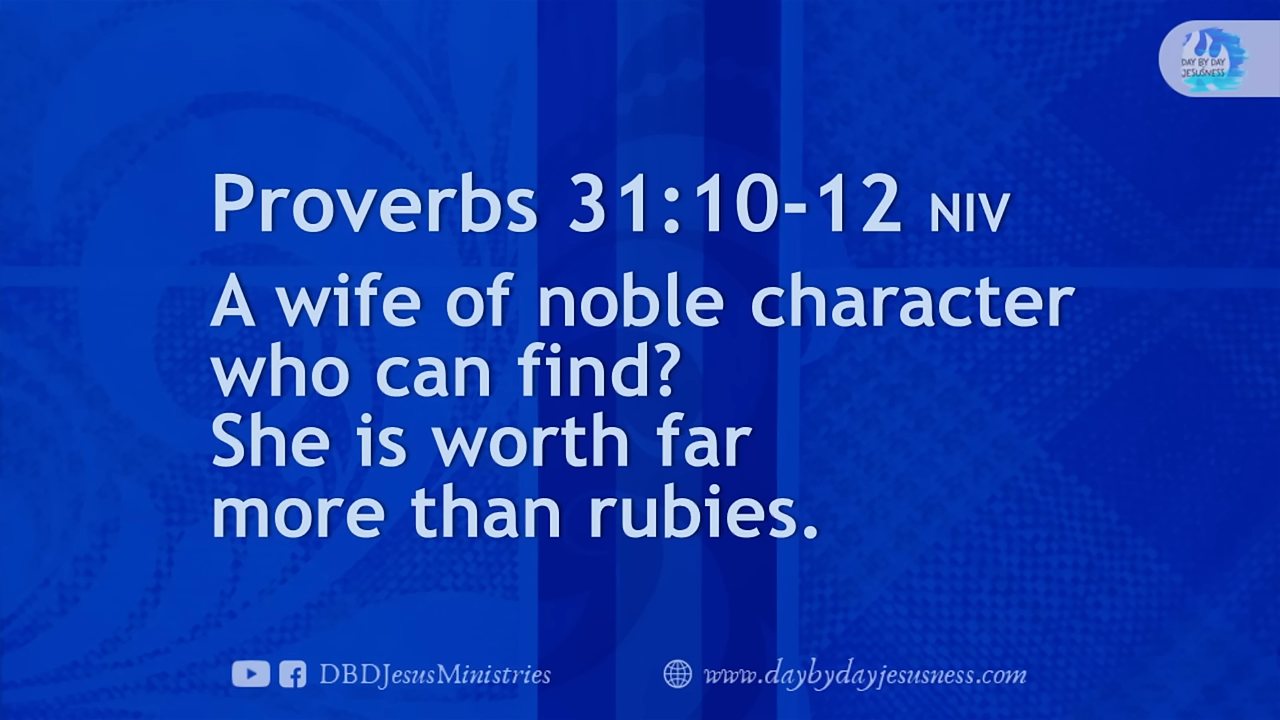 DAY BY DAY
JESUSNESS
Proverbs 31:10-12 NIV
A wife of noble character
who can find?
She is worth far
more than rubies.
DBDJesusMinistries www.daybydayjesusness.com